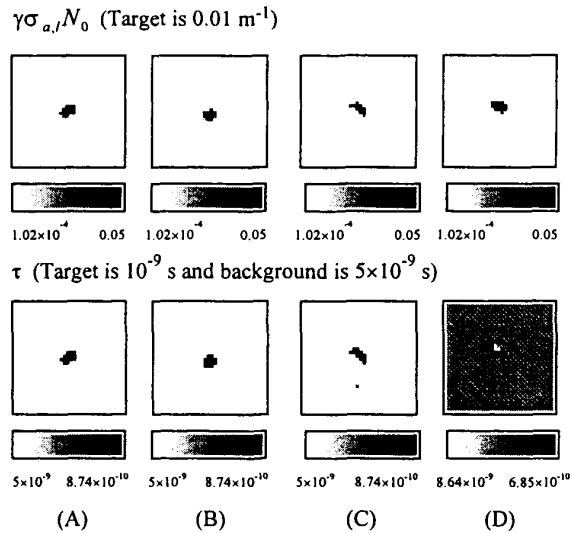 γσ a,l N₀ (Target is 0.01 m⁻¹)
1.02×10⁻⁴ 0.05 1.02×10⁻⁴ 0.05 1.02×10⁻⁴ 0.05 1.02×10⁻⁴ 0.05
τ (Target is 10⁻⁹ s and background is 5×10⁻⁹ s)
5×10⁻⁹ 8.74×10⁻¹⁰ 5×10⁻⁹ 8.74×10⁻¹⁰ 5×10⁻⁹ 8.74×10⁻¹⁰ 8.64×10⁻⁹ 6.85×10⁻¹⁰
(A) (B) (C) (D)